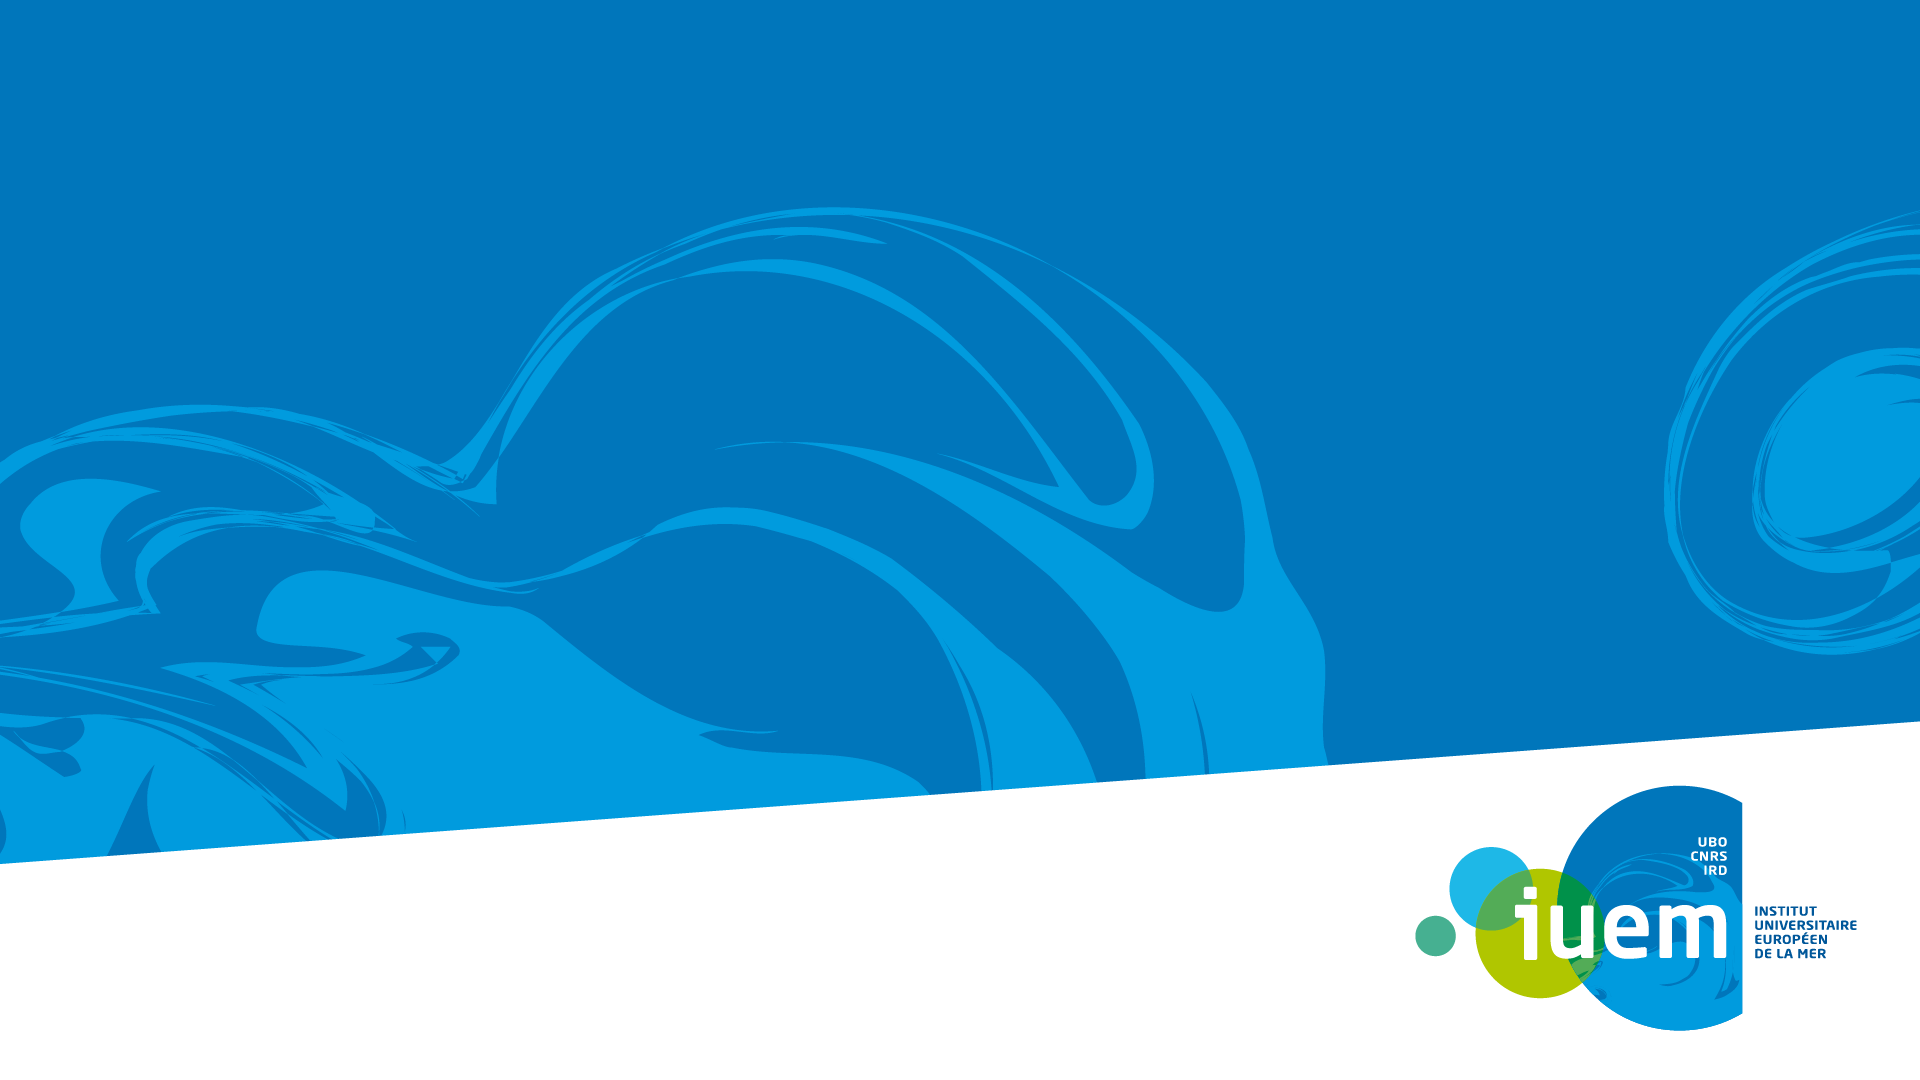 UBO
CNRS
IRD
iuem
INSTITUT
UNIVERSITAIRE
EUROPÉEN
DE LA MER